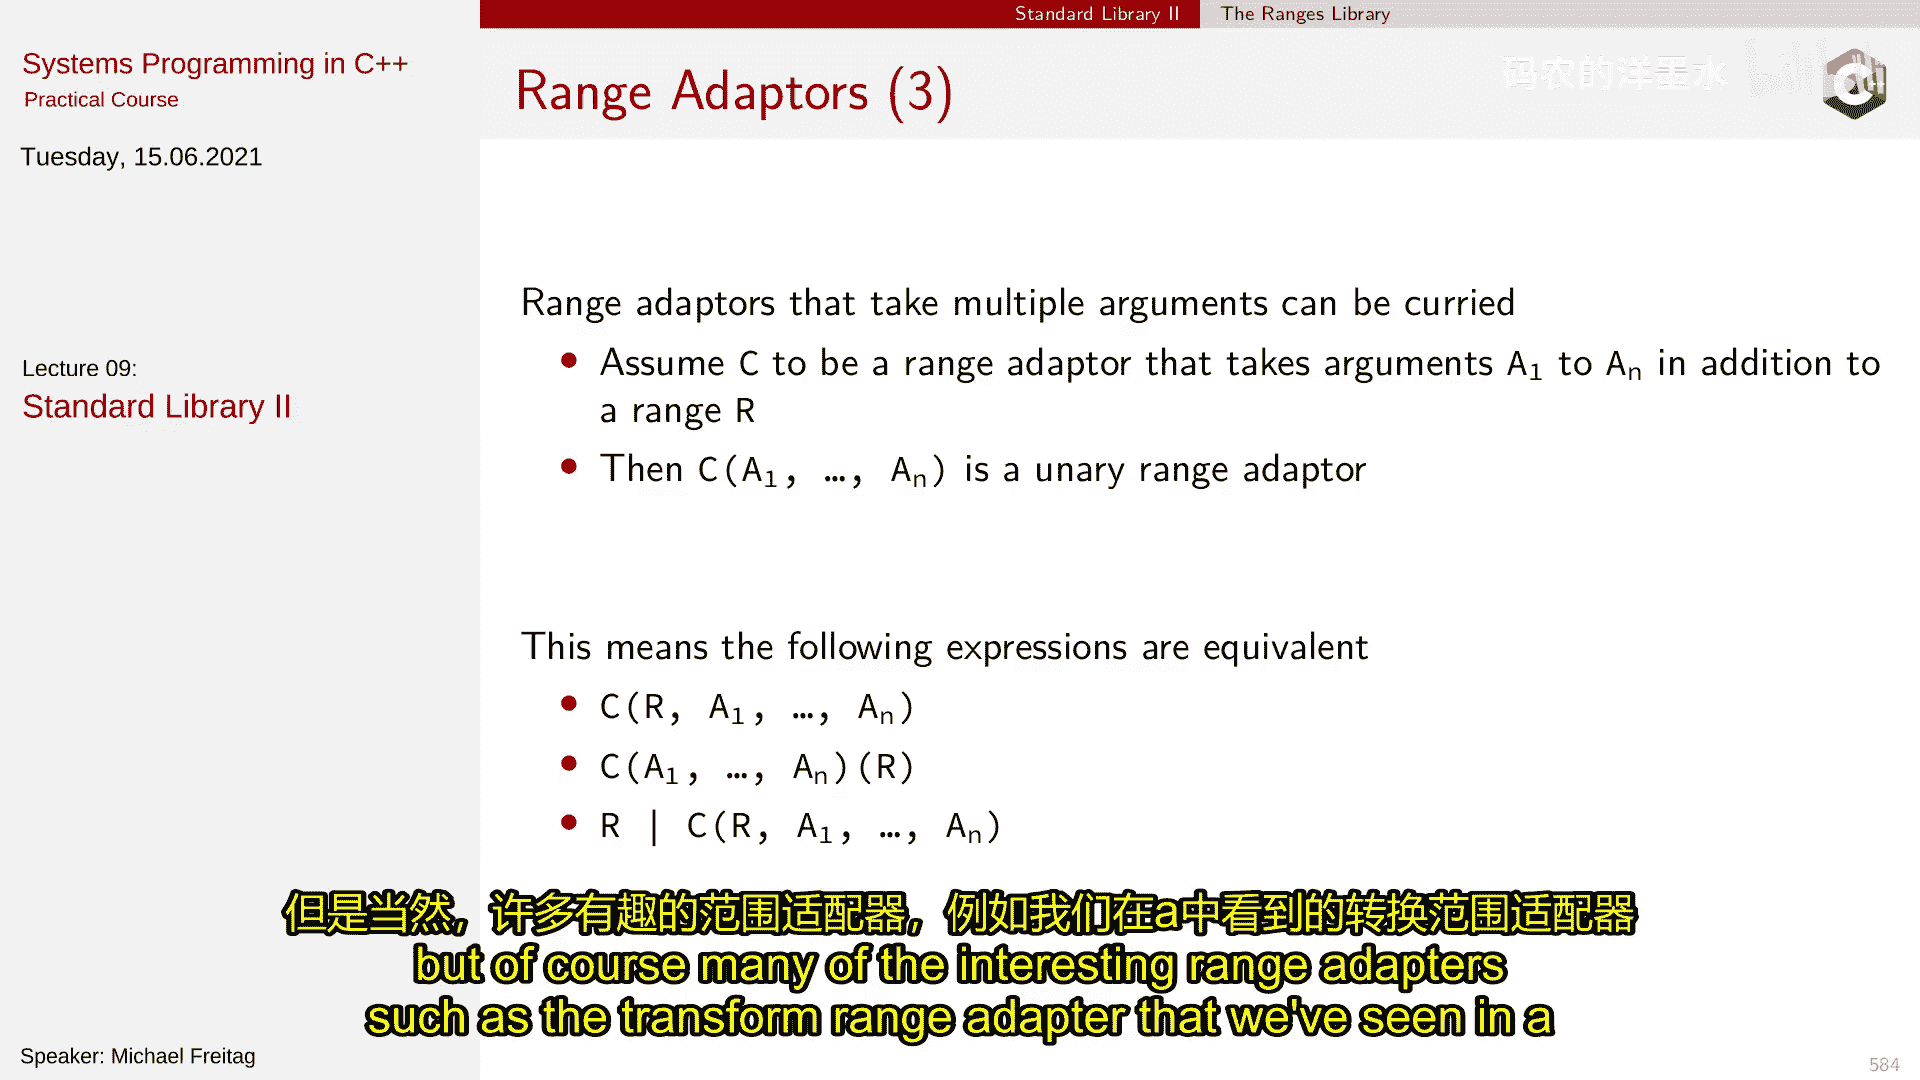 Standard Library II
The Ranges Library
Systems Programming in C++
Practical Course
Tuesday, 15.06.2021
Lecture 09:
Standard Library II
Speaker: Michael Freitag
Range Adaptors (3)
码农的洋墨水
Range adaptors that take multiple arguments can be curried
• Assume C to be a range adaptor that takes arguments A₁ to Aₙ in addition to
a range R
• Then C(A₁, …, Aₙ) is a unary range adaptor
This means the following expressions are equivalent
• C(R, A₁, …, Aₙ)
• C(A₁, …, Aₙ)(R)
• R | C(R, A₁, …, Aₙ)
但是当然，许多有趣的范围适配器，例如我们在a中看到的转换范围适配器
but of course many of the interesting range adapters
such as the transform range adapter that we've seen in a
584